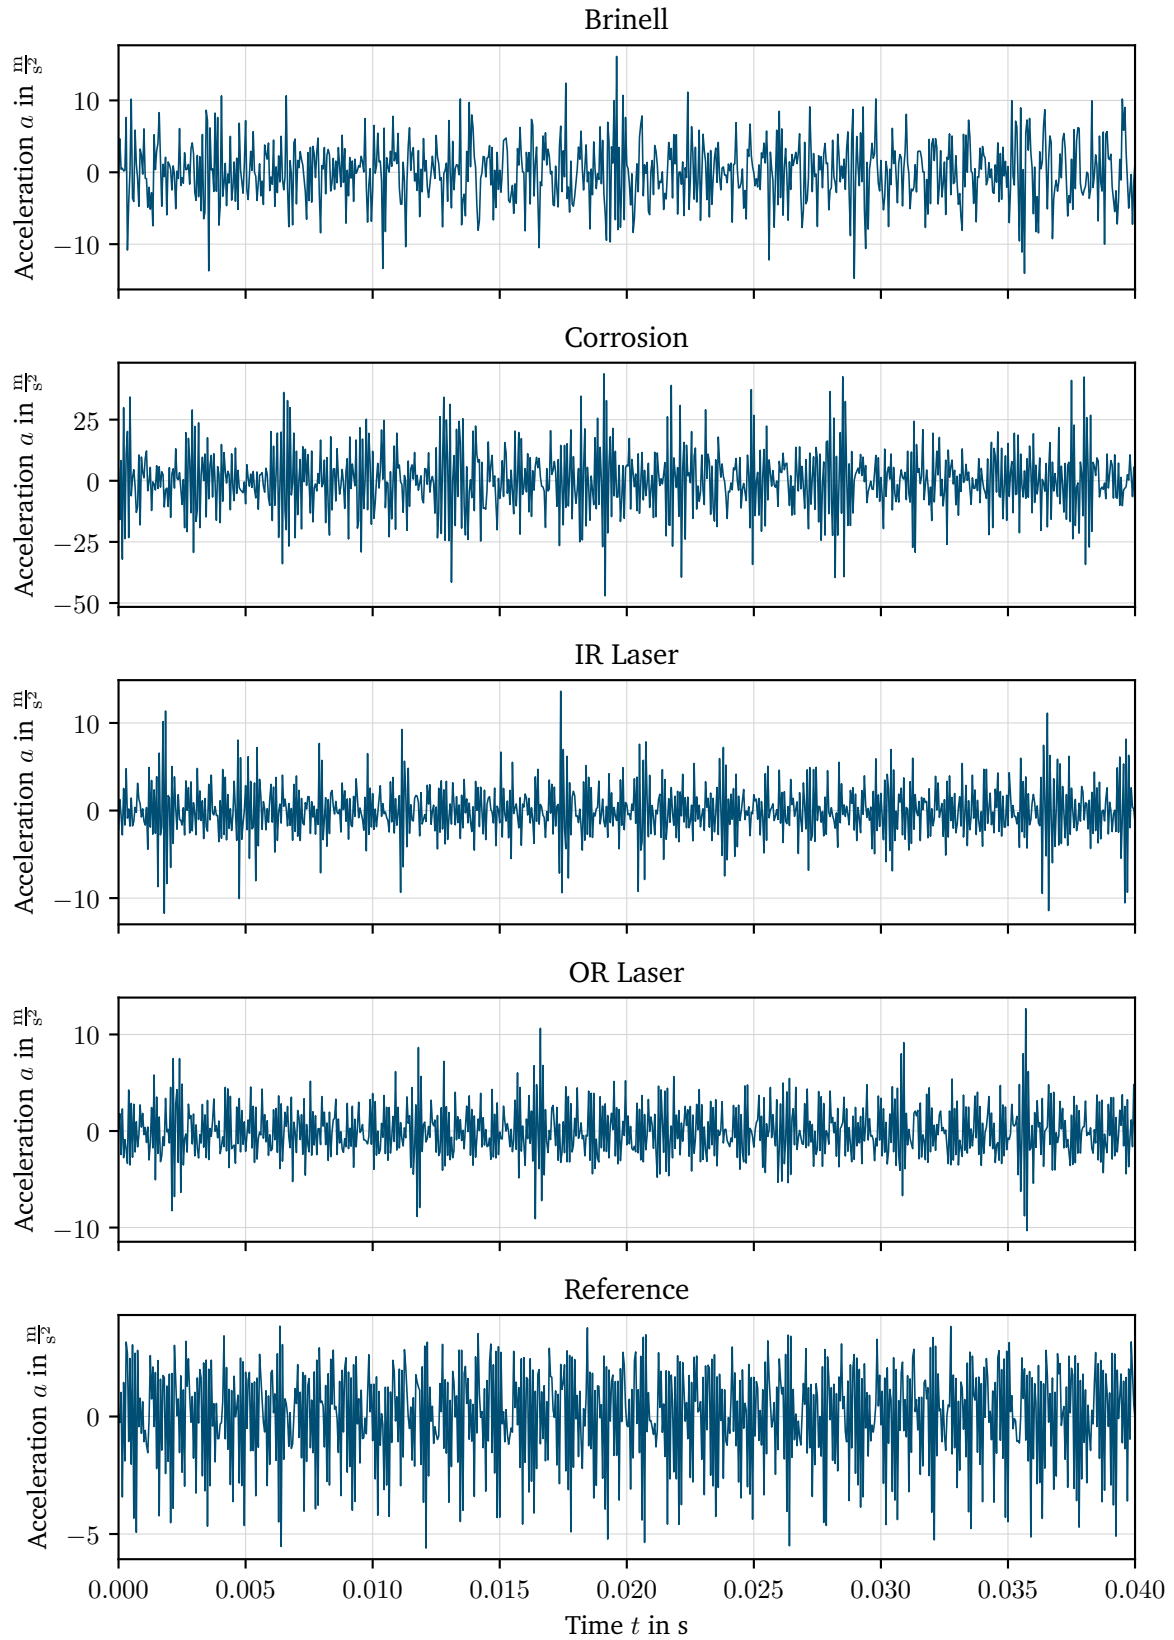 Brinell
Acceleration a in m/s²
10
0
−10
Corrosion
Acceleration a in m/s²
25
0
−25
−50
IR Laser
Acceleration a in m/s²
10
0
−10
OR Laser
Acceleration a in m/s²
10
0
−10
Reference
Acceleration a in m/s²
0
−5
0.000 0.005 0.010 0.015 0.020 0.025 0.030 0.035 0.040
Time t in s